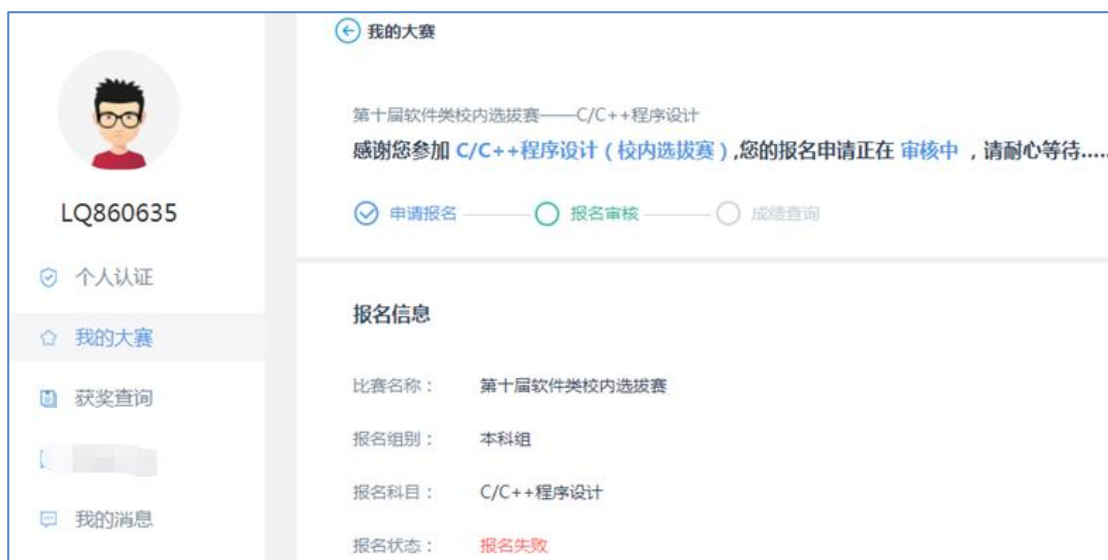 我的大赛
第十届软件类校内选拔赛——C/C++程序设计
感谢您参加 C/C++程序设计（校内选拔赛）,您的报名申请正在 审核中 ，请耐心等待.....
LQ860635
申请报名
报名审核
成绩查询
个人认证
我的大赛
获奖查询
我的消息
报名信息
比赛名称： 第十届软件类校内选拔赛
报名组别： 本科组
报名科目： C/C++程序设计
报名状态： 报名失败